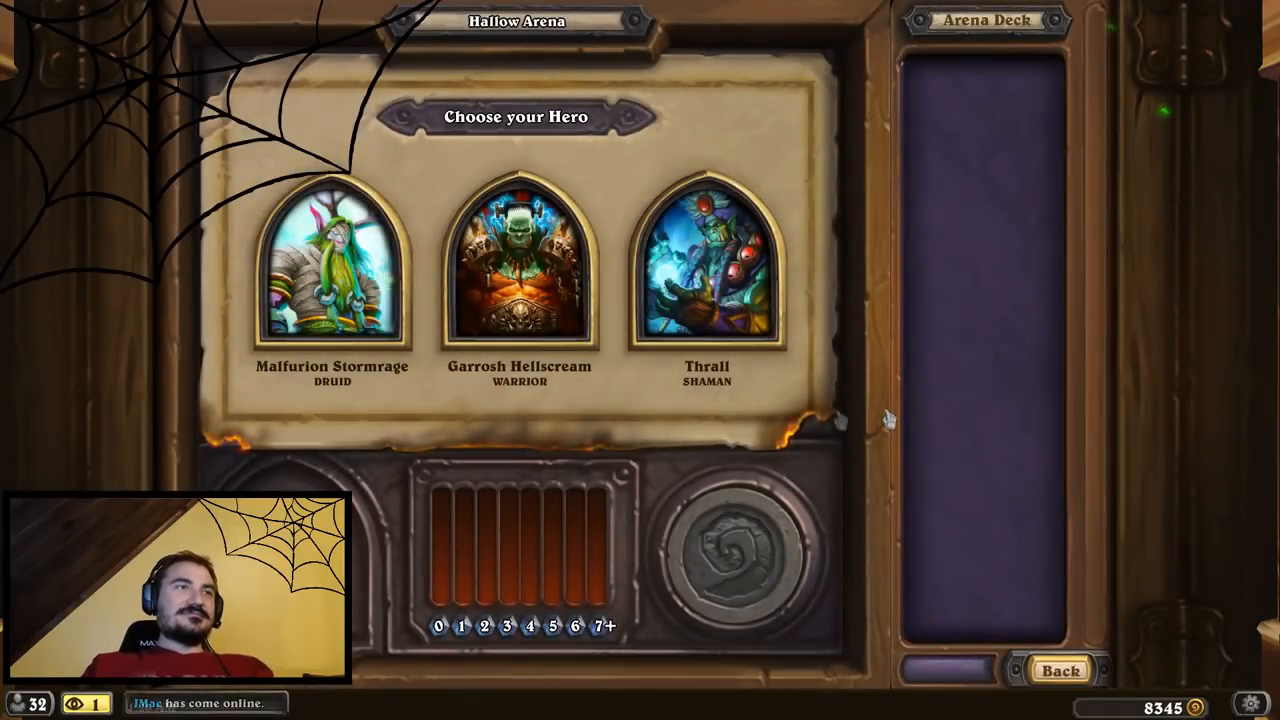 Hallow Arena
Arena Deck
Choose your Hero
Malfurion Stormrage
DRUID
Garrosh Hellscream
WARRIOR
Thrall
SHAMAN
0 1 2 3 4 5 6 7+
MAX
Back
32
1
JMac has come online.
8345